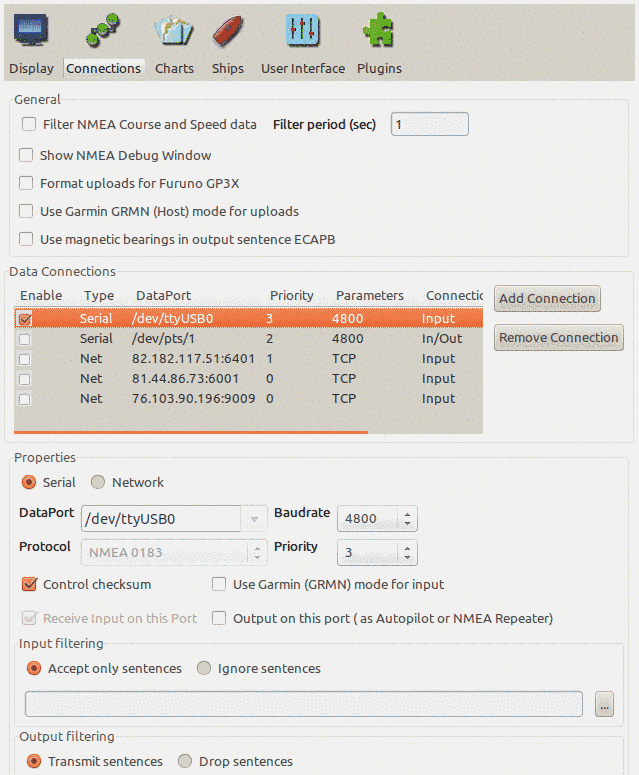 Display Connections Charts Ships User Interface Plugins
General
Filter NMEA Course and Speed data Filter period (sec) 1
Show NMEA Debug Window
Format uploads for Furuno GP3X
Use Garmin GRMN (Host) mode for uploads
Use magnetic bearings in output sentence ECAPB
Data Connections
Enable Type DataPort Priority Parameters Connectic
Serial /dev/ttyUSB0 3 4800 Input
Serial /dev/pts/1 2 4800 In/Out
Net 82.182.117.51:6401 1 TCP Input
Net 81.44.86.73:6001 0 TCP Input
Net 76.103.90.196:9009 0 TCP Input
Add Connection
Remove Connection
Properties
Serial Network
DataPort /dev/ttyUSB0 Baudrate 4800
Protocol NMEA 0183 Priority 3
Control checksum Use Garmin (GRMN) mode for input
Receive Input on this Port Output on this port ( as Autopilot or NMEA Repeater)
Input filtering
Accept only sentences Ignore sentences
...
Output filtering
Transmit sentences Drop sentences